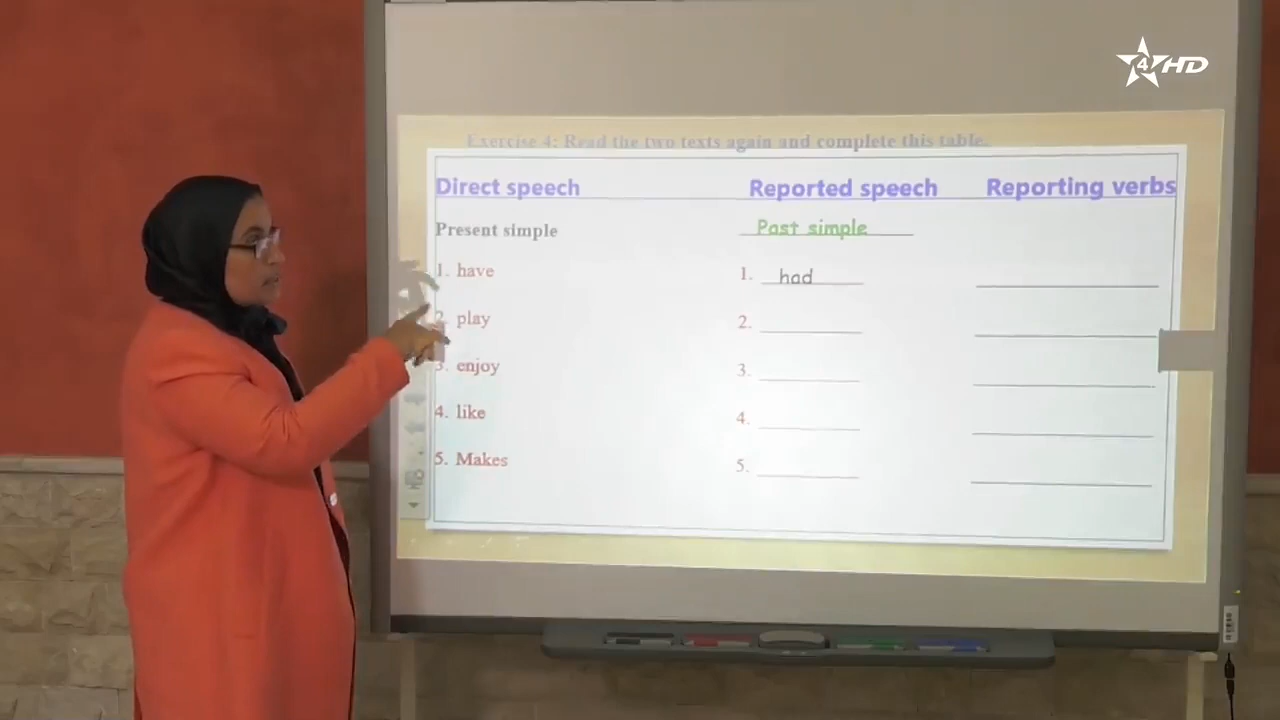 4 HD
Exercise 4: Read the two texts again and complete this table.
Direct speech Reported speech Reporting verbs
Present simple Past simple
1. have 1. had
2. play 2.
3. enjoy 3.
4. like 4.
5. Makes 5.